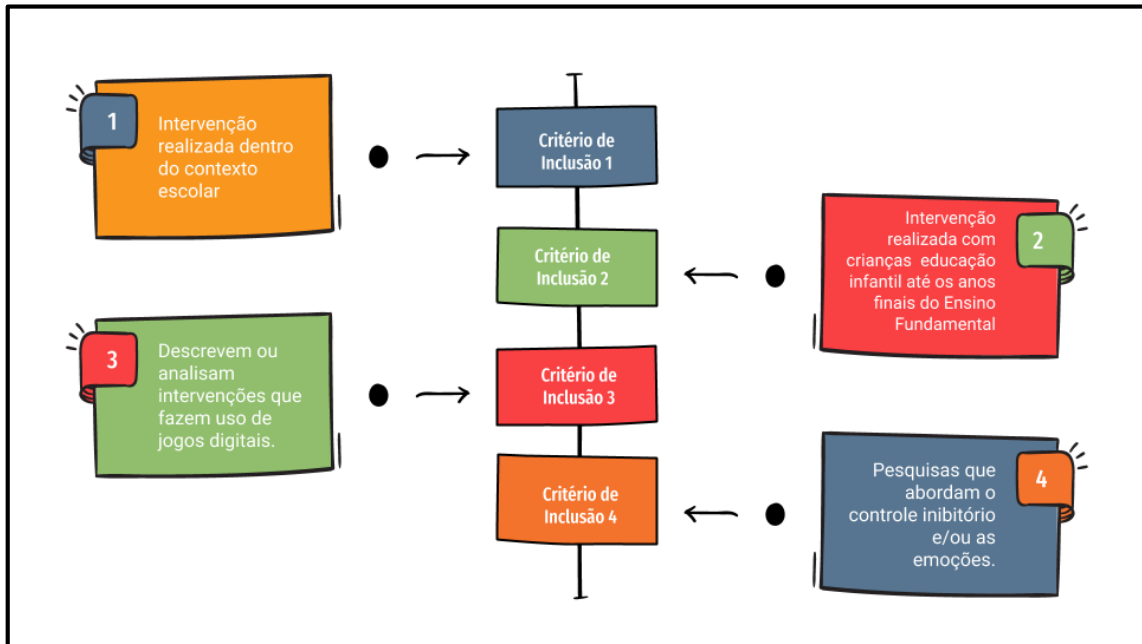 1
Intervenção
realizada dentro
do contexto
escolar
Critério de
Inclusão 1
Critério de
Inclusão 2
Intervenção
realizada com
crianças educação
infantil até os anos
finais do Ensino
Fundamental
2
3
Descrevem ou
analisam
intervenções que
fazem uso de
jogos digitais.
Critério de
Inclusão 3
Critério de
Inclusão 4
Pesquisas que
abordam o
controle inibitório
e/ou as
emoções.
4